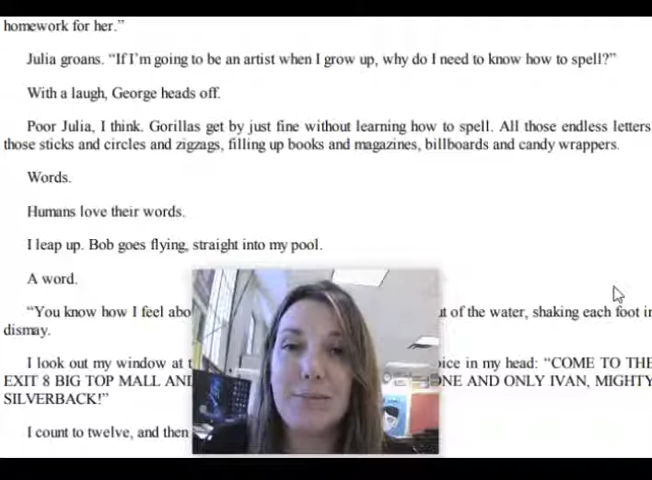 homework for her.”
Julia groans. “If I’m going to be an artist when I grow up, why do I need to know how to spell?”
With a laugh, George heads off.
Poor Julia, I think. Gorillas get by just fine without learning how to spell. All those endless letters
those sticks and circles and zigzags, filling up books and magazines, billboards and candy wrappers.
Words.
Humans love their words.
I leap up. Bob goes flying, straight into my pool.
A word.
“You know how I feel of the water, shaking each foot
dismay.
I look out my window at in my head: “COME TO THE
EXIT 8 BIG TOP MALL AND ONLY IVAN, MIGHTY
SILVERBACK!”
I count to twelve, and then